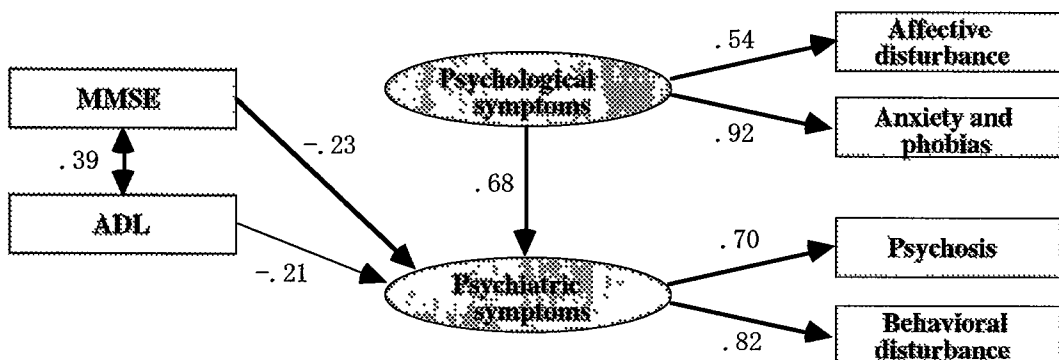 Affective
disturbance
.54
Psychological
symptoms
MMSE
Anxiety and
phobias
.92
-.23
.39
.68
ADL
-.21
.70
Psychosis
Psychiatric
symptoms
.82
Behavioral
disturbance